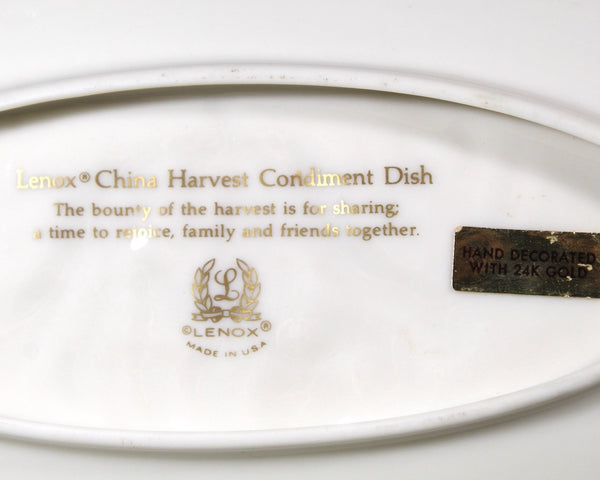 Lenox® China Harvest Condiment Dish
The bounty of the harvest is for sharing;
a time to rejoice, family and friends together.
L
©LENOX®
MADE IN USA
HAND DECORATED
WITH 24K GOLD